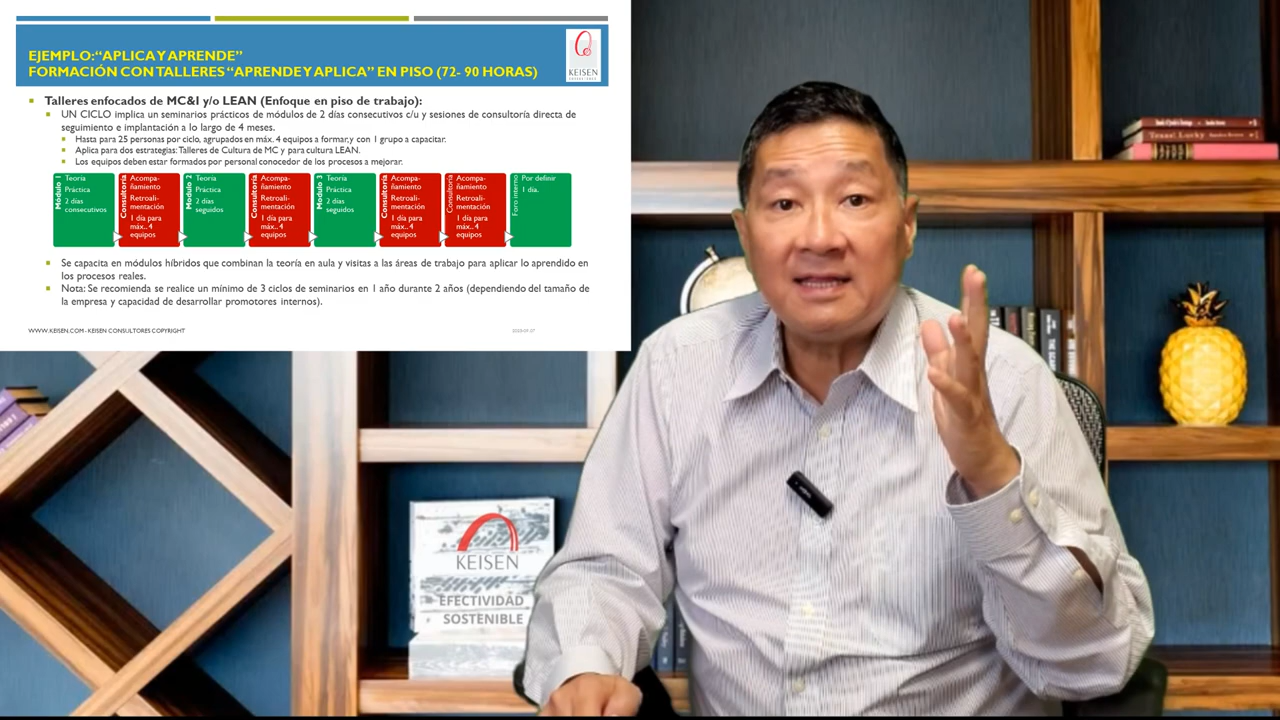 EJEMPLO: “APLICA Y APRENDE”
FORMACIÓN CON TALLERES “APRENDE Y APLICA” EN PISO (72- 90 HORAS)
KEISEN
Talleres enfocados de MC&I y/o LEAN (Enfoque en piso de trabajo):
UN CICLO implica un seminarios prácticos de módulos de 2 días consecutivos c/u y sesiones de consultoría directa de
seguimiento e implantación a lo largo de 4 meses.
Hasta para 25 personas por ciclo, agrupados en máx. 4 equipos a formar, y con 1 grupo a capacitar.
Aplica para dos estrategias: Talleres de Cultura de MC y para cultura LEAN.
Los equipos deben estar formados por personal conocedor de los procesos a mejorar.
Módulo 1
Teoría
Práctica
2 días
consecutivos
Consultoría
Acompa-
ñamiento
Retroali-
mentación
1 día para
máx.. 4
equipos
Modulo 2
Teoría
Práctica
2 días
seguidos
Consultoría
Acompa-
ñamiento
Retroali-
mentación
1 día para
máx.. 4
equipos
Modulo 3
Teoría
Práctica
2 días
seguidos
Consultoría
Acompa-
ñamiento
Retroali-
mentación
1 día para
máx.. 4
equipos
Consultoría
Acompa-
ñamiento
Retroali-
mentación
1 día para
máx.. 4
equipos
Foro interno
Por definir
1 día.
Se capacita en módulos híbridos que combinan la teoría en aula y visitas a las áreas de trabajo para aplicar lo aprendido en
los procesos reales.
Nota: Se recomienda se realice un mínimo de 3 ciclos de seminarios en 1 año durante 2 años (dependiendo del tamaño de
la empresa y capacidad de desarrollar promotores internos).
WWW.KEISEN.COM - KEISEN CONSULTORES COPYRIGHT
KEISEN
EFECTIVIDAD
SOSTENIBLE